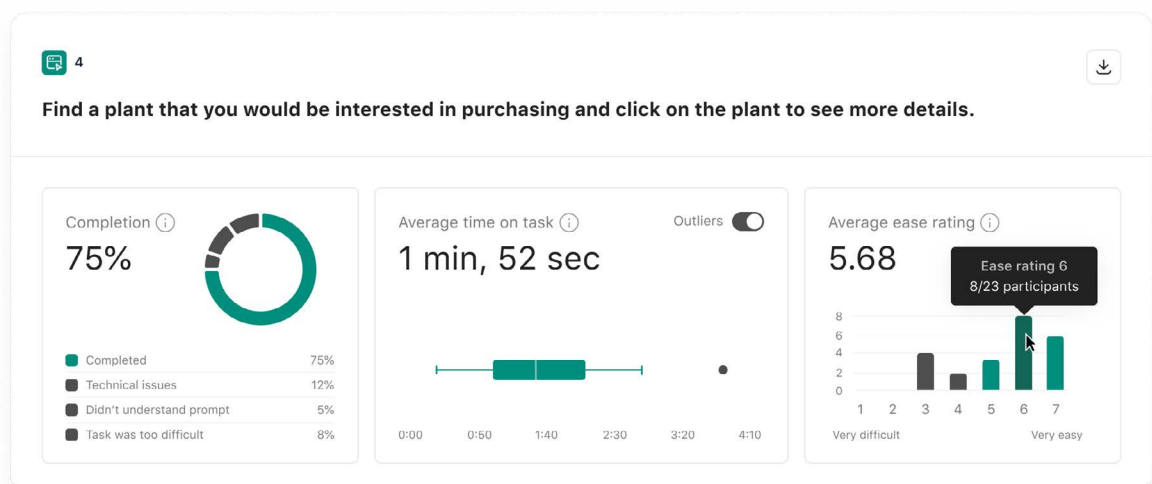 4
Find a plant that you would be interested in purchasing and click on the plant to see more details.
Completion
75%
Completed 75%
Technical issues 12%
Didn't understand prompt 5%
Task was too difficult 8%
Average time on task
Outliers
1 min, 52 sec
0:00 0:50 1:40 2:30 3:20 4:10
Average ease rating
5.68
Ease rating 6
8/23 participants
8
6
4
2
0
1 2 3 4 5 6 7
Very difficult Very easy